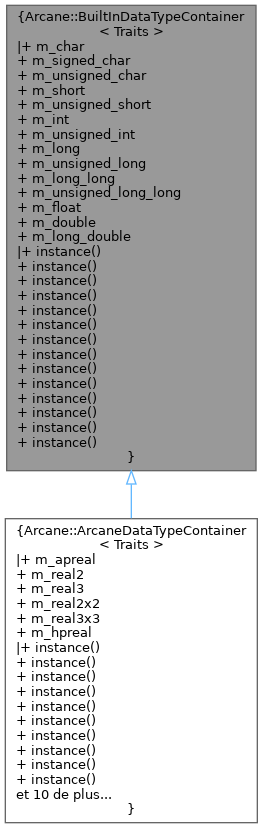 {Arcane::BuiltInDataTypeContainer
< Traits >
|+ m_char
+ m_signed_char
+ m_unsigned_char
+ m_short
+ m_unsigned_short
+ m_int
+ m_unsigned_int
+ m_long
+ m_unsigned_long
+ m_long_long
+ m_unsigned_long_long
+ m_float
+ m_double
+ m_long_double
|+ instance()
+ instance()
+ instance()
+ instance()
+ instance()
+ instance()
+ instance()
+ instance()
+ instance()
+ instance()
+ instance()
+ instance()
+ instance()
+ instance()
}
{Arcane::ArcaneDataTypeContainer
< Traits >
|+ m_apreal
+ m_real2
+ m_real3
+ m_real2x2
+ m_real3x3
+ m_hpreal
|+ instance()
+ instance()
+ instance()
+ instance()
+ instance()
+ instance()
+ instance()
+ instance()
+ instance()
+ instance()
et 10 de plus...
}